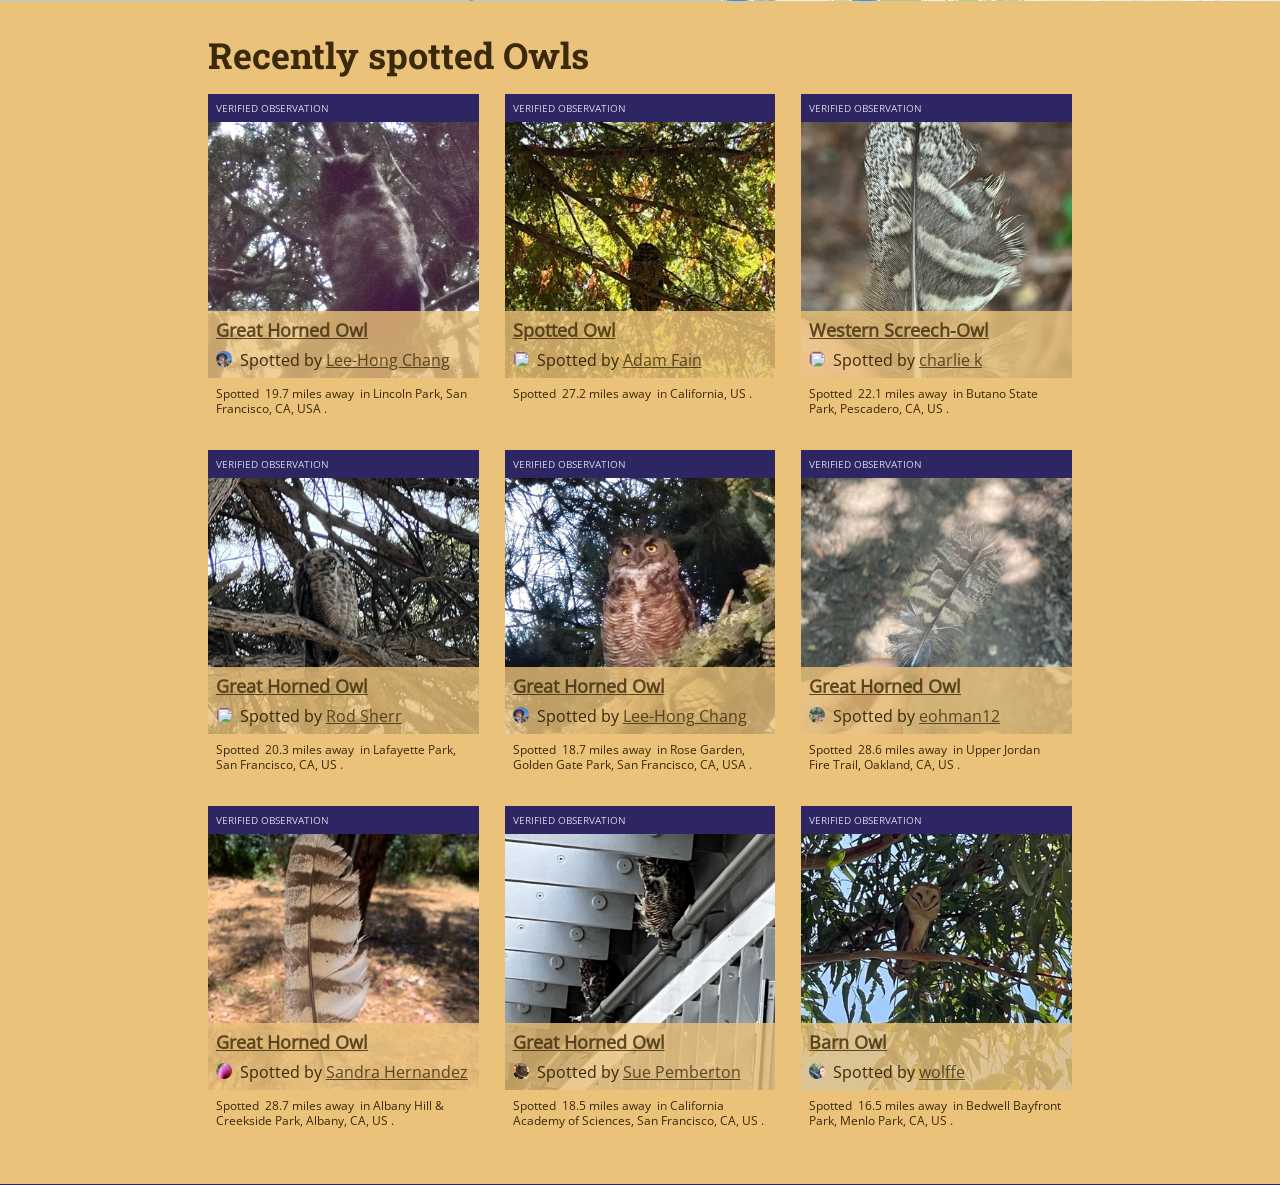 Recently spotted Owls
VERIFIED OBSERVATION
VERIFIED OBSERVATION
VERIFIED OBSERVATION
Great Horned Owl
Spotted by Lee-Hong Chang
Spotted 19.7 miles away in Lincoln Park, San
Francisco, CA, USA .
Spotted Owl
Spotted by Adam Fain
Spotted 27.2 miles away in California, US .
Western Screech-Owl
Spotted by charlie k
Spotted 22.1 miles away in Butano State
Park, Pescadero, CA, US .
VERIFIED OBSERVATION
VERIFIED OBSERVATION
VERIFIED OBSERVATION
Great Horned Owl
Spotted by Rod Sherr
Spotted 20.3 miles away in Lafayette Park,
San Francisco, CA, US .
Great Horned Owl
Spotted by Lee-Hong Chang
Spotted 18.7 miles away in Rose Garden,
Golden Gate Park, San Francisco, CA, USA .
Great Horned Owl
Spotted by eohman12
Spotted 28.6 miles away in Upper Jordan
Fire Trail, Oakland, CA, US .
VERIFIED OBSERVATION
VERIFIED OBSERVATION
VERIFIED OBSERVATION
Great Horned Owl
Spotted by Sandra Hernandez
Spotted 28.7 miles away in Albany Hill &
Creekside Park, Albany, CA, US .
Great Horned Owl
Spotted by Sue Pemberton
Spotted 18.5 miles away in California
Academy of Sciences, San Francisco, CA, US .
Barn Owl
Spotted by wolffe
Spotted 16.5 miles away in Bedwell Bayfront
Park, Menlo Park, CA, US .